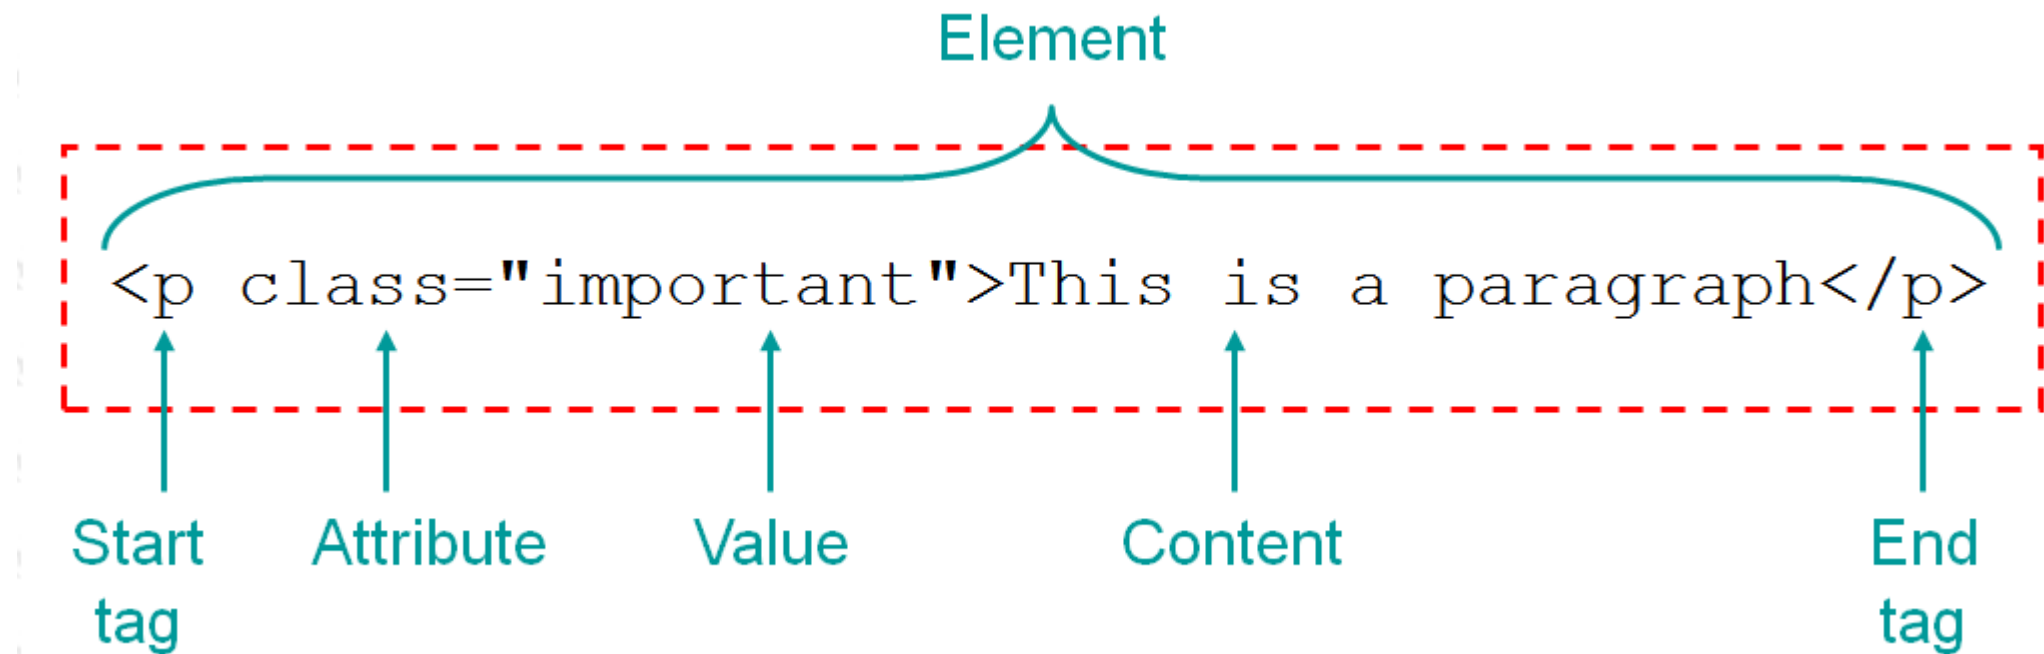 Element
<p class="important">This is a paragraph</p>
Start tag
Attribute
Value
Content
End tag